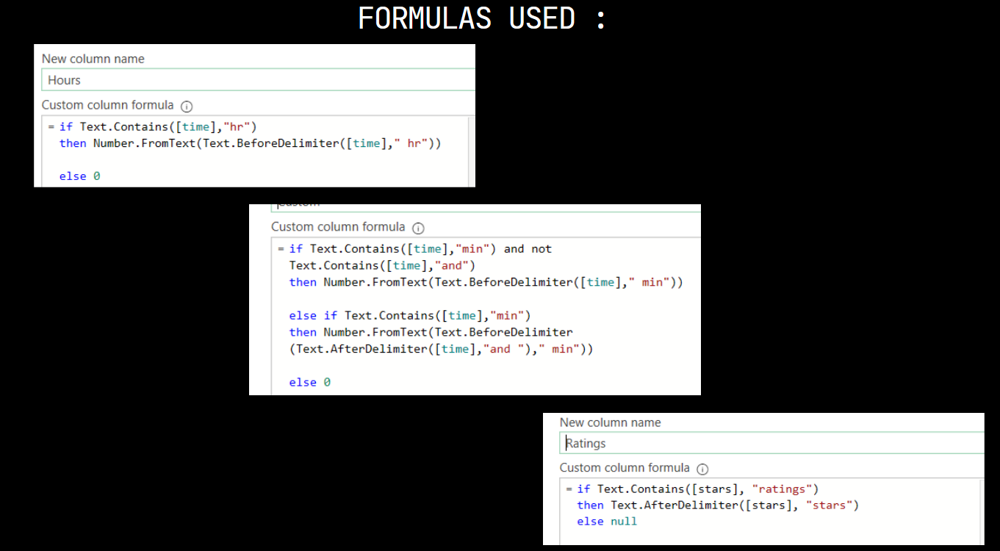 FORMULAS USED :
New column name
Hours
Custom column formula
= if Text.Contains([time],"hr")
then Number.FromText(Text.BeforeDelimiter([time]," hr"))
else 0
Custom column formula
= if Text.Contains([time],"min") and not
Text.Contains([time],"and")
then Number.FromText(Text.BeforeDelimiter([time]," min"))
else if Text.Contains([time],"min")
then Number.FromText(Text.BeforeDelimiter
(Text.AfterDelimiter([time],"and ")," min"))
else 0
New column name
Ratings
Custom column formula
= if Text.Contains([stars], "ratings")
then Text.AfterDelimiter([stars], "stars")
else null